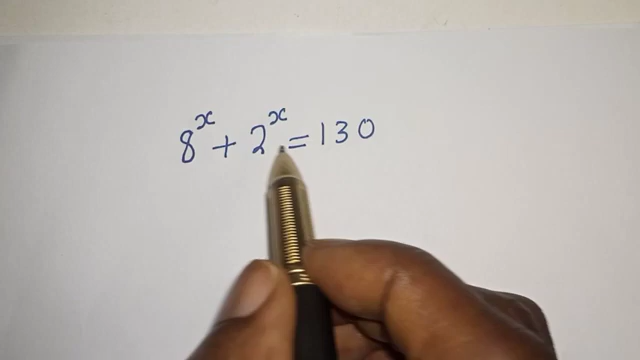 8^x + 2^x = 130